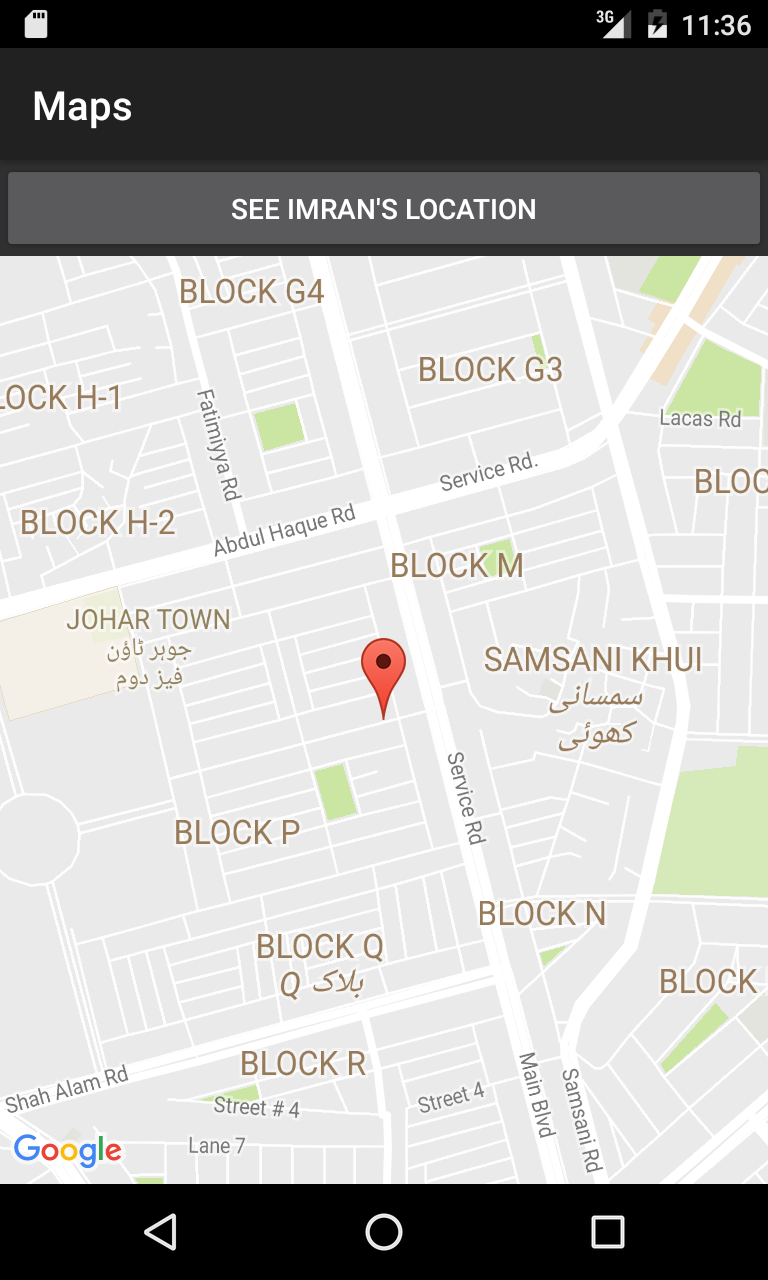 3G 11:36
Maps
SEE IMRAN'S LOCATION
BLOCK G4
BLOCK G3
LOCK H-1
Fatimiyya Rd
Lacas Rd
Service Rd.
BLOC
BLOCK H-2
Abdul Haque Rd
BLOCK M
JOHAR TOWN
جوہر ٹاؤن
فیز دوم
SAMSANI KHUI
سمسانی
کھوئی
Service Rd
BLOCK P
BLOCK N
BLOCK Q
بلاک Q
BLOCK
BLOCK R
Shah Alam Rd
Street # 4
Street 4
Main Blvd
Samsani Rd
Lane 7
Google